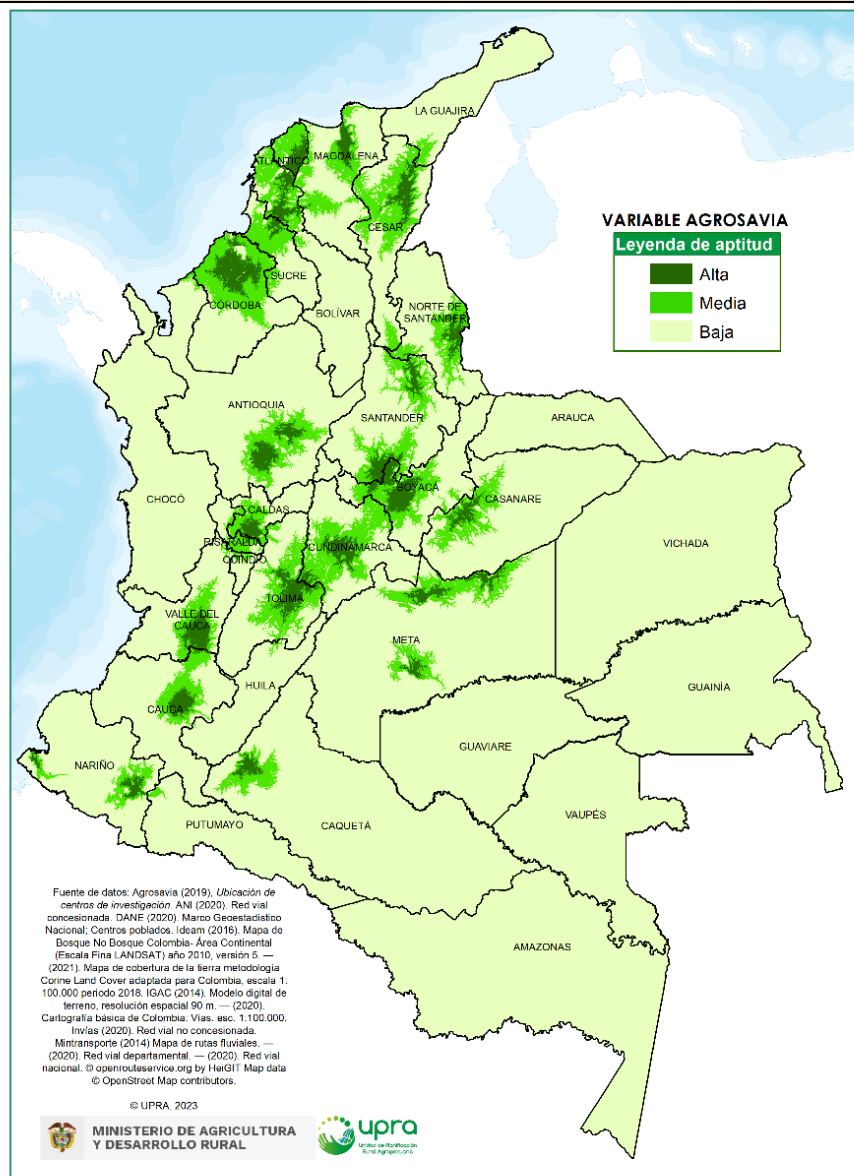 LA GUAJIRA
ATLÁNTICO
MAGDALENA
VARIABLE AGROSAVIA
Leyenda de aptitud
Alta
Media
Baja
CESAR
SUCRE
CÓRDOBA
BOLÍVAR
NORTE DE
SANTANDER
ANTIOQUIA
SANTANDER
ARAUCA
CHOCÓ
BOYACÁ
CASANARE
CALDAS
RISARALDA
CUNDINAMARCA
VICHADA
QUINDÍO
TOLIMA
VALLE DEL
CAUCA
META
HUILA
GUAINÍA
CAUCA
GUAVIARE
NARIÑO
VAUPÉS
PUTUMAYO
CAQUETÁ
AMAZONAS
Fuente de datos: Agrosavia (2019), Ubicación de
centros de investigación. ANI (2020). Red vial
concesionada. DANE (2020). Marco Geoestadístico
Nacional; Centros poblados. Ideam (2016). Mapa de
Bosque No Bosque Colombia- Área Continental
(Escala Fina LANDSAT) año 2010, versión 5. —
(2021). Mapa de cobertura de la tierra metodología
Corine Land Cover adaptada para Colombia, escala 1:
100.000 periodo 2018. IGAC (2014). Modelo digital de
terreno, resolución espacial 90 m. — (2020).
Cartografía básica de Colombia: Vías. esc. 1:100.000.
Invías (2020). Red vial no concesionada.
Mintransporte (2014) Mapa de rutas fluviales. —
(2020). Red vial departamental. — (2020). Red vial
nacional. © openrouteservice.org by HeiGIT Map data
© OpenStreet Map contributors.
© UPRA, 2023
MINISTERIO DE AGRICULTURA
Y DESARROLLO RURAL
upra
Unidad de Planificación
Rural Agropecuaria